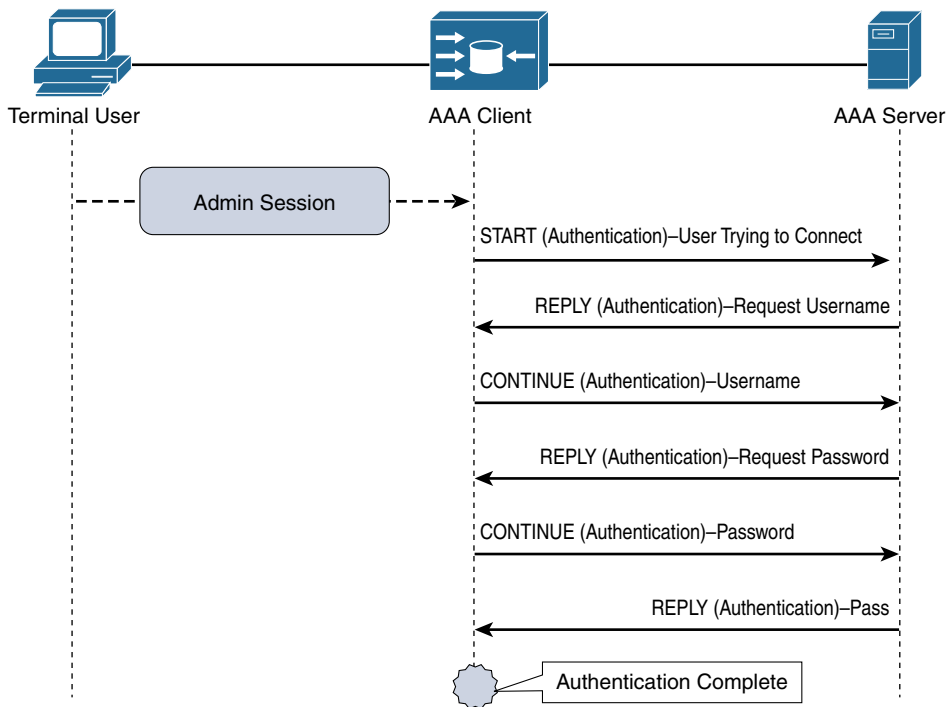 Terminal User
AAA Client
AAA Server
Admin Session
START (Authentication)–User Trying to Connect
REPLY (Authentication)–Request Username
CONTINUE (Authentication)–Username
REPLY (Authentication)–Request Password
CONTINUE (Authentication)–Password
REPLY (Authentication)–Pass
Authentication Complete